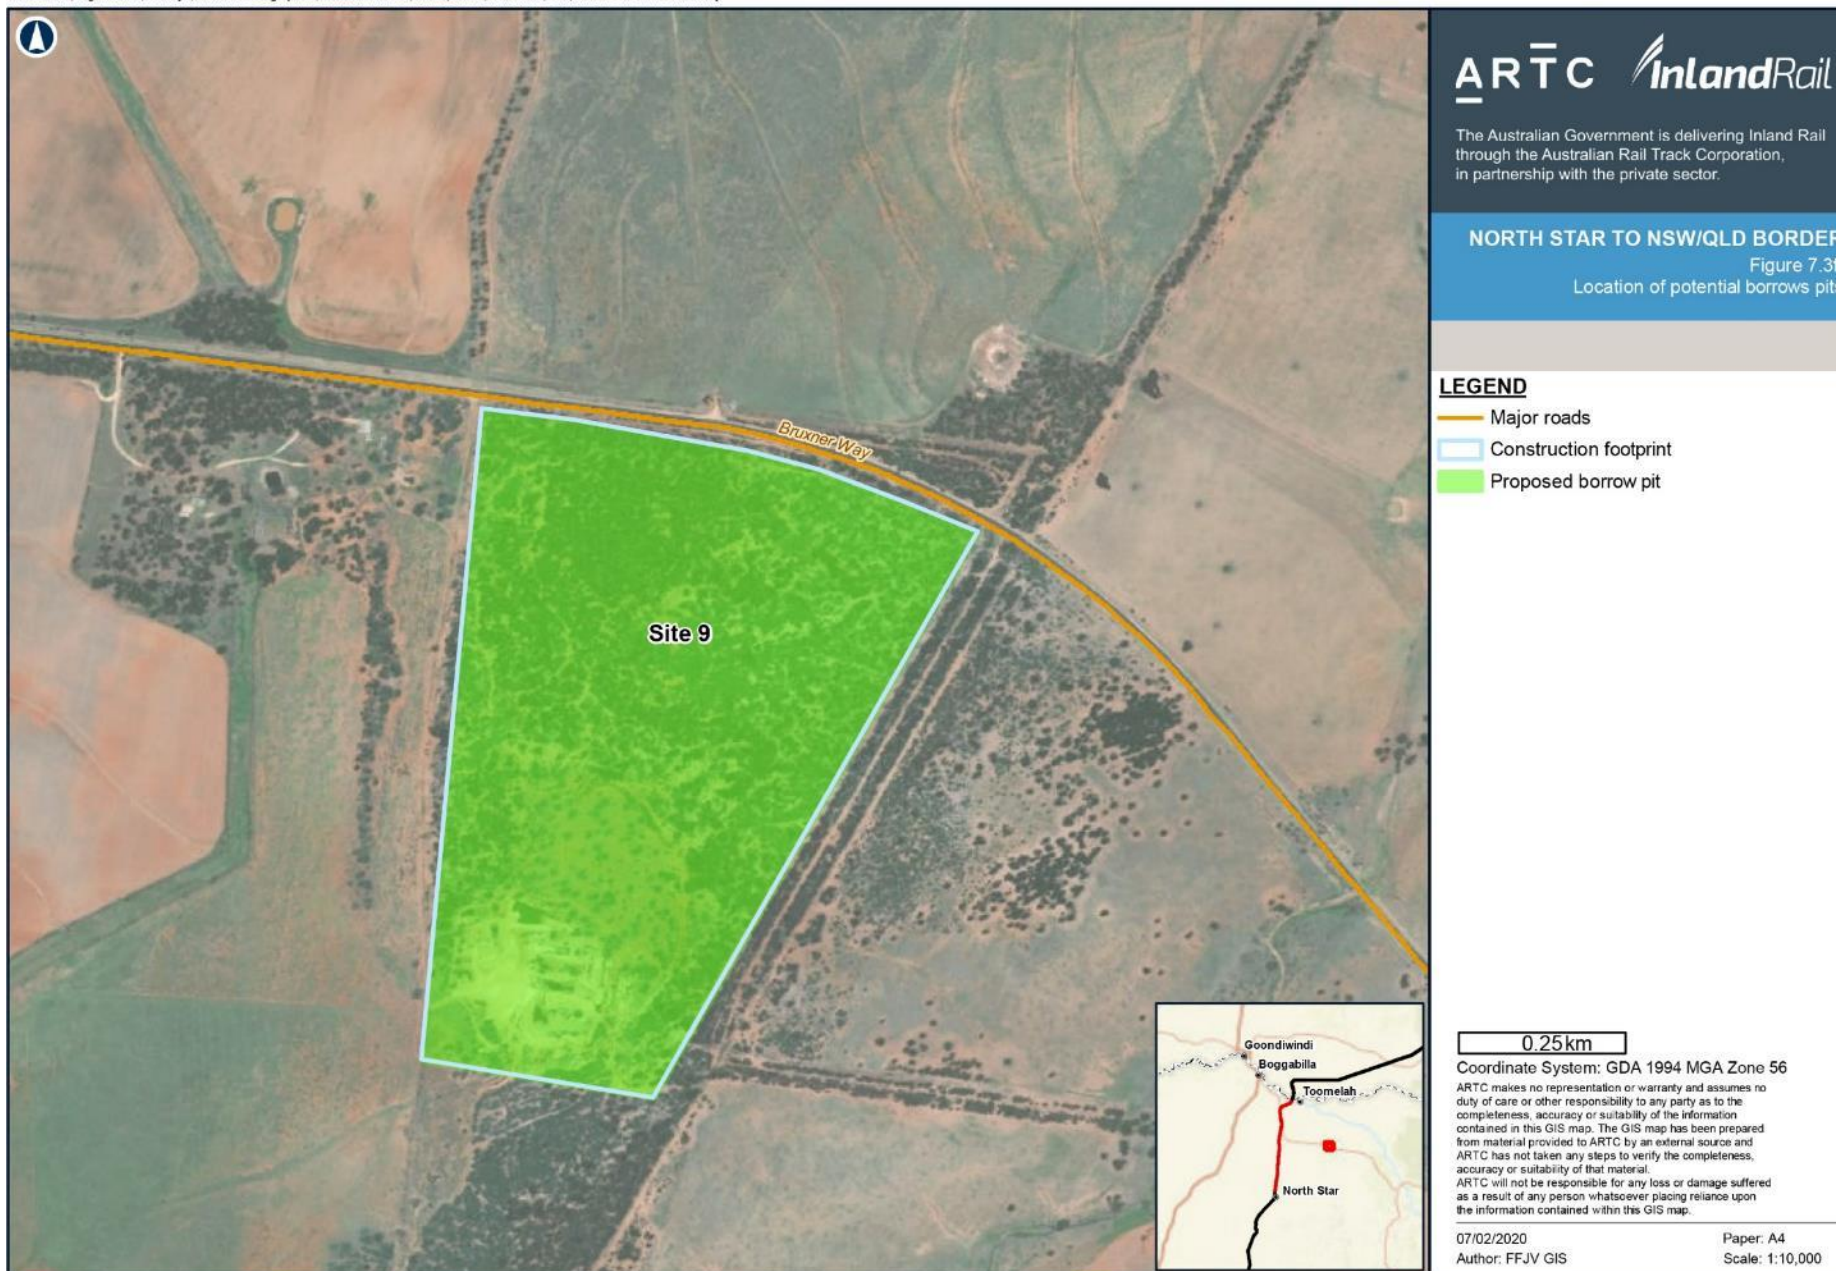 ARTC InlandRail
The Australian Government is delivering Inland Rail
through the Australian Rail Track Corporation,
in partnership with the private sector.
NORTH STAR TO NSW/QLD BORDER
Figure 7.3f
Location of potential borrows pits
LEGEND
Major roads
Construction footprint
Proposed borrow pit
Bruxner Way
Site 9
Goondiwindi
Boggabilla
Toomelah
North Star
0.25km
Coordinate System: GDA 1994 MGA Zone 56
ARTC makes no representation or warranty and assumes no
duty of care or other responsibility to any party as to the
completeness, accuracy or suitability of the information
contained in this GIS map. The GIS map has been prepared
from material provided to ARTC by an external source and
ARTC has not taken any steps to verify the completeness,
accuracy or suitability of that material.
ARTC will not be responsible for any loss or damage suffered
as a result of any person whatsoever placing reliance upon
the information contained within this GIS map.
07/02/2020 Paper: A4
Author: FFJV GIS Scale: 1:10,000